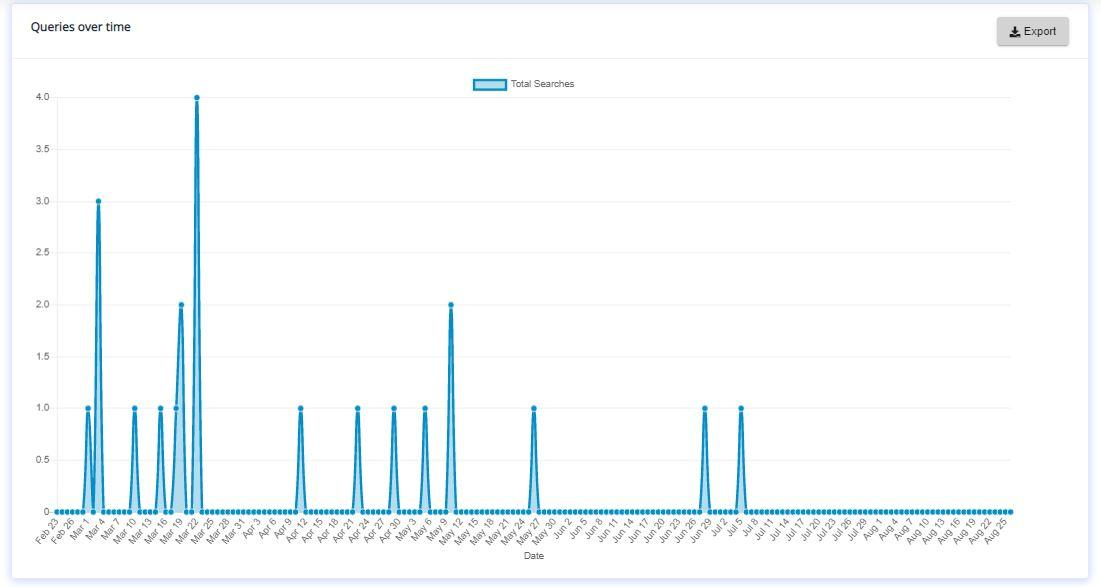 Queries over time
Export
Total Searches
4.0
3.5
3.0
2.5
2.0
1.5
1.0
0.5
0
Feb 23
Feb 26
Mar 1
Mar 4
Mar 7
Mar 10
Mar 13
Mar 16
Mar 19
Mar 22
Mar 25
Mar 28
Mar 31
Apr 3
Apr 6
Apr 9
Apr 12
Apr 15
Apr 18
Apr 21
Apr 24
Apr 27
Apr 30
May 3
May 6
May 9
May 12
May 15
May 18
May 21
May 24
May 27
May 30
Jun 2
Jun 5
Jun 8
Jun 11
Jun 14
Jun 17
Jun 20
Jun 23
Jun 26
Jun 29
Jul 2
Jul 5
Jul 8
Jul 11
Jul 14
Jul 17
Jul 20
Jul 23
Jul 26
Jul 29
Aug 1
Aug 4
Aug 7
Aug 10
Aug 13
Aug 16
Aug 19
Aug 22
Aug 25
Date